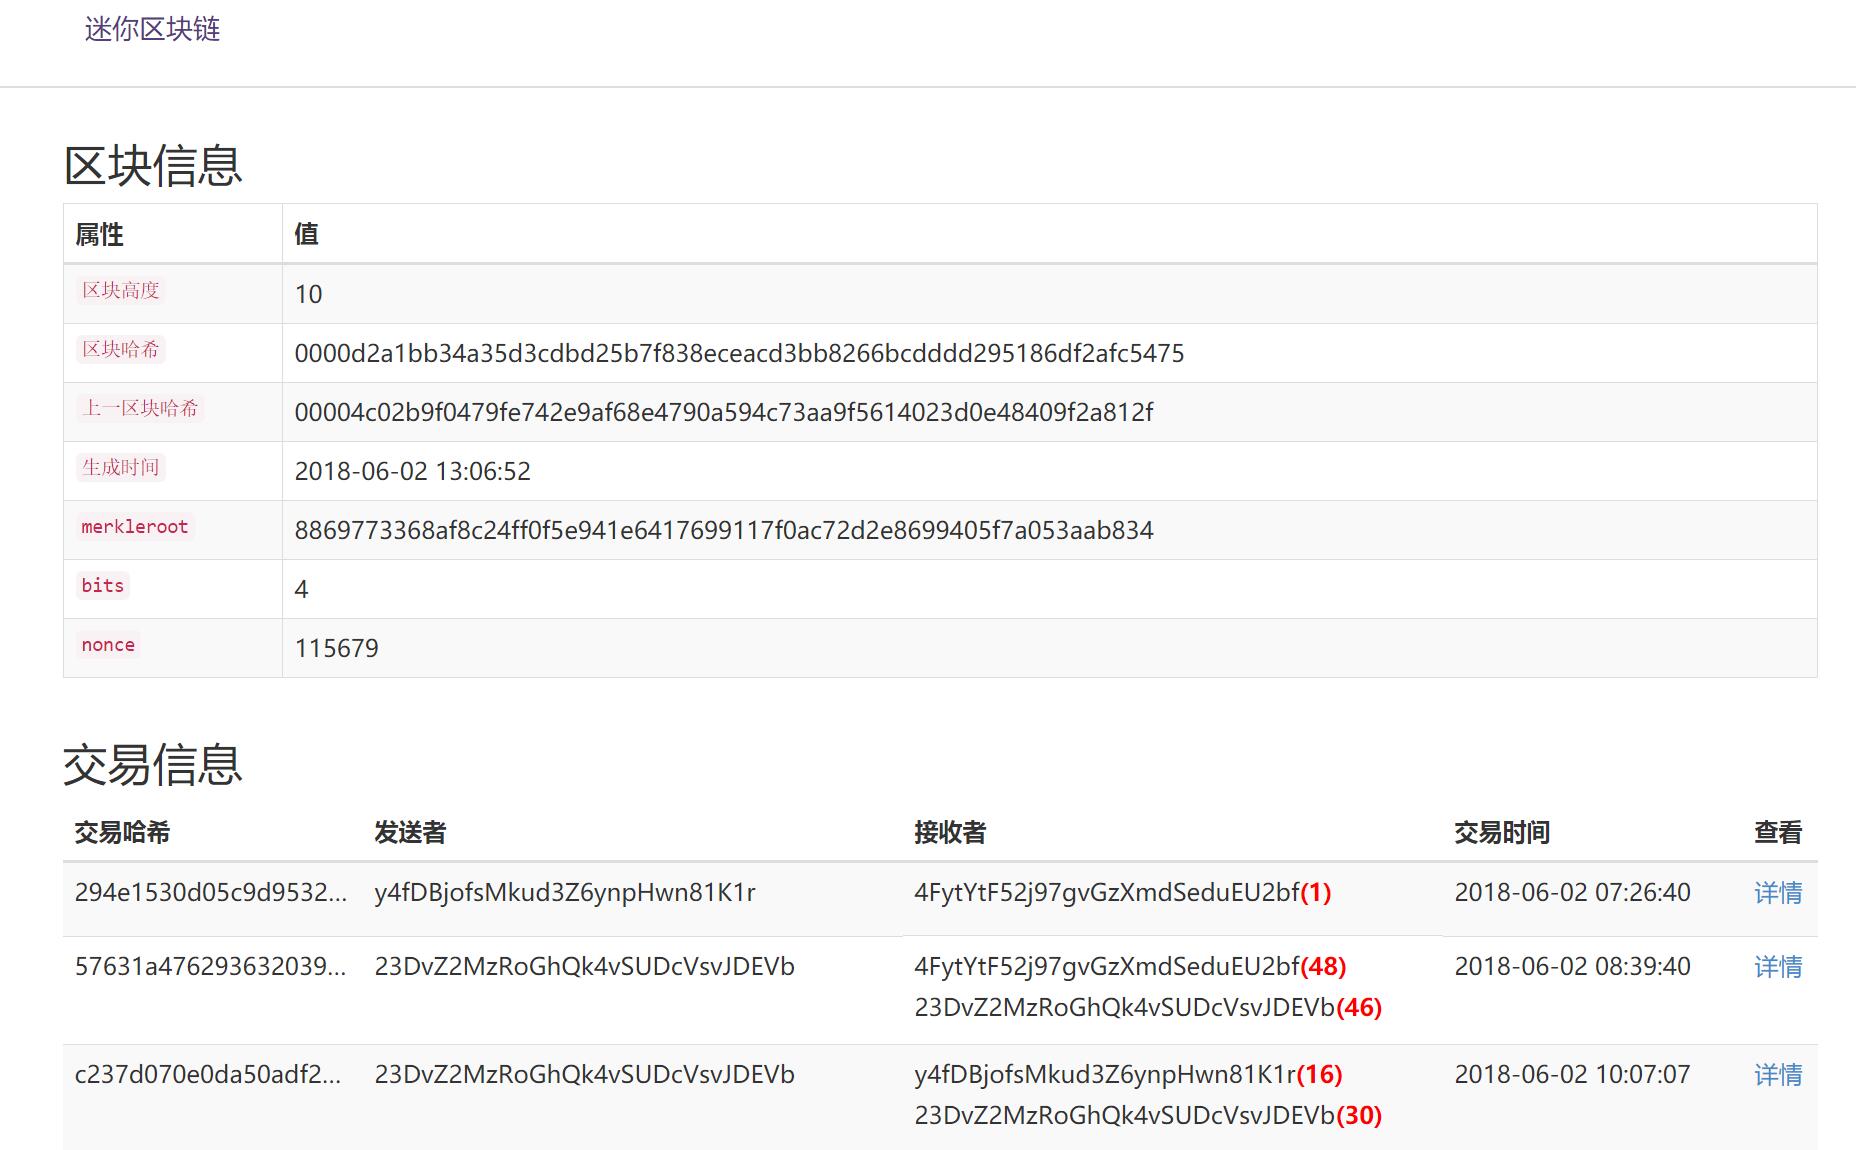 迷你区块链
区块信息
属性 值
区块高度 10
区块哈希 0000d2a1bb34a35d3cdbd25b7f838eceacd3bb8266bcdddd295186df2afc5475
上一区块哈希 00004c02b9f0479fe742e9af68e4790a594c73aa9f5614023d0e48409f2a812f
生成时间 2018-06-02 13:06:52
merkleroot 8869773368af8c24ff0f5e941e6417699117f0ac72d2e8699405f7a053aab834
bits 4
nonce 115679
交易信息
交易哈希 发送者 接收者 交易时间 查看
294e1530d05c9d9532... y4fDBjofsMkud3Z6ynpHwn81K1r 4FytYtF52j97gvGzXmdSeduEU2bf(1) 2018-06-02 07:26:40 详情
57631a476293632039... 23DvZ2MzRoGhQk4vSUDcVsvJDEVb 4FytYtF52j97gvGzXmdSeduEU2bf(48) 2018-06-02 08:39:40 详情
23DvZ2MzRoGhQk4vSUDcVsvJDEVb(46)
c237d070e0da50adf2... 23DvZ2MzRoGhQk4vSUDcVsvJDEVb y4fDBjofsMkud3Z6ynpHwn81K1r(16) 2018-06-02 10:07:07 详情
23DvZ2MzRoGhQk4vSUDcVsvJDEVb(30)